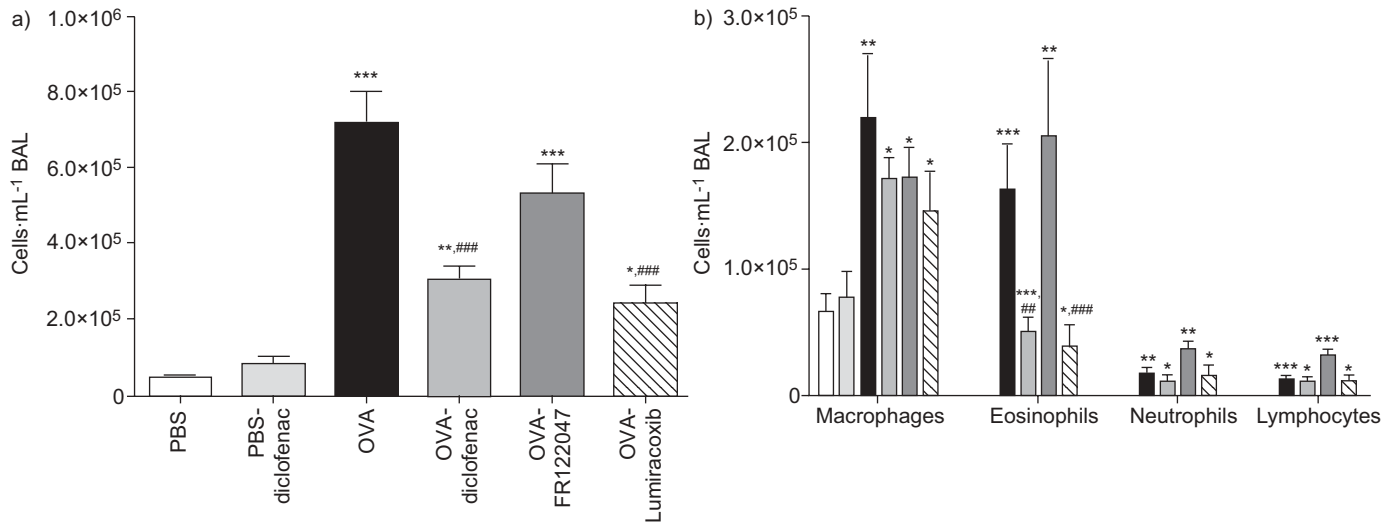 a)
1.0×10⁶
8.0×10⁵
6.0×10⁵
4.0×10⁵
2.0×10⁵
0
Cells·mL⁻¹ BAL
***
**,###
***
*,###
PBS
PBS-
diclofenac
OVA
OVA-
diclofenac
OVA-
FR122047
OVA-
Lumiracoxib
b)
3.0×10⁵
2.0×10⁵
1.0×10⁵
0
Cells·mL⁻¹ BAL
**
*
*
*
***
***,
##
**
*,###
**
*
**
*
***
*
***
*
Macrophages
Eosinophils
Neutrophils
Lymphocytes